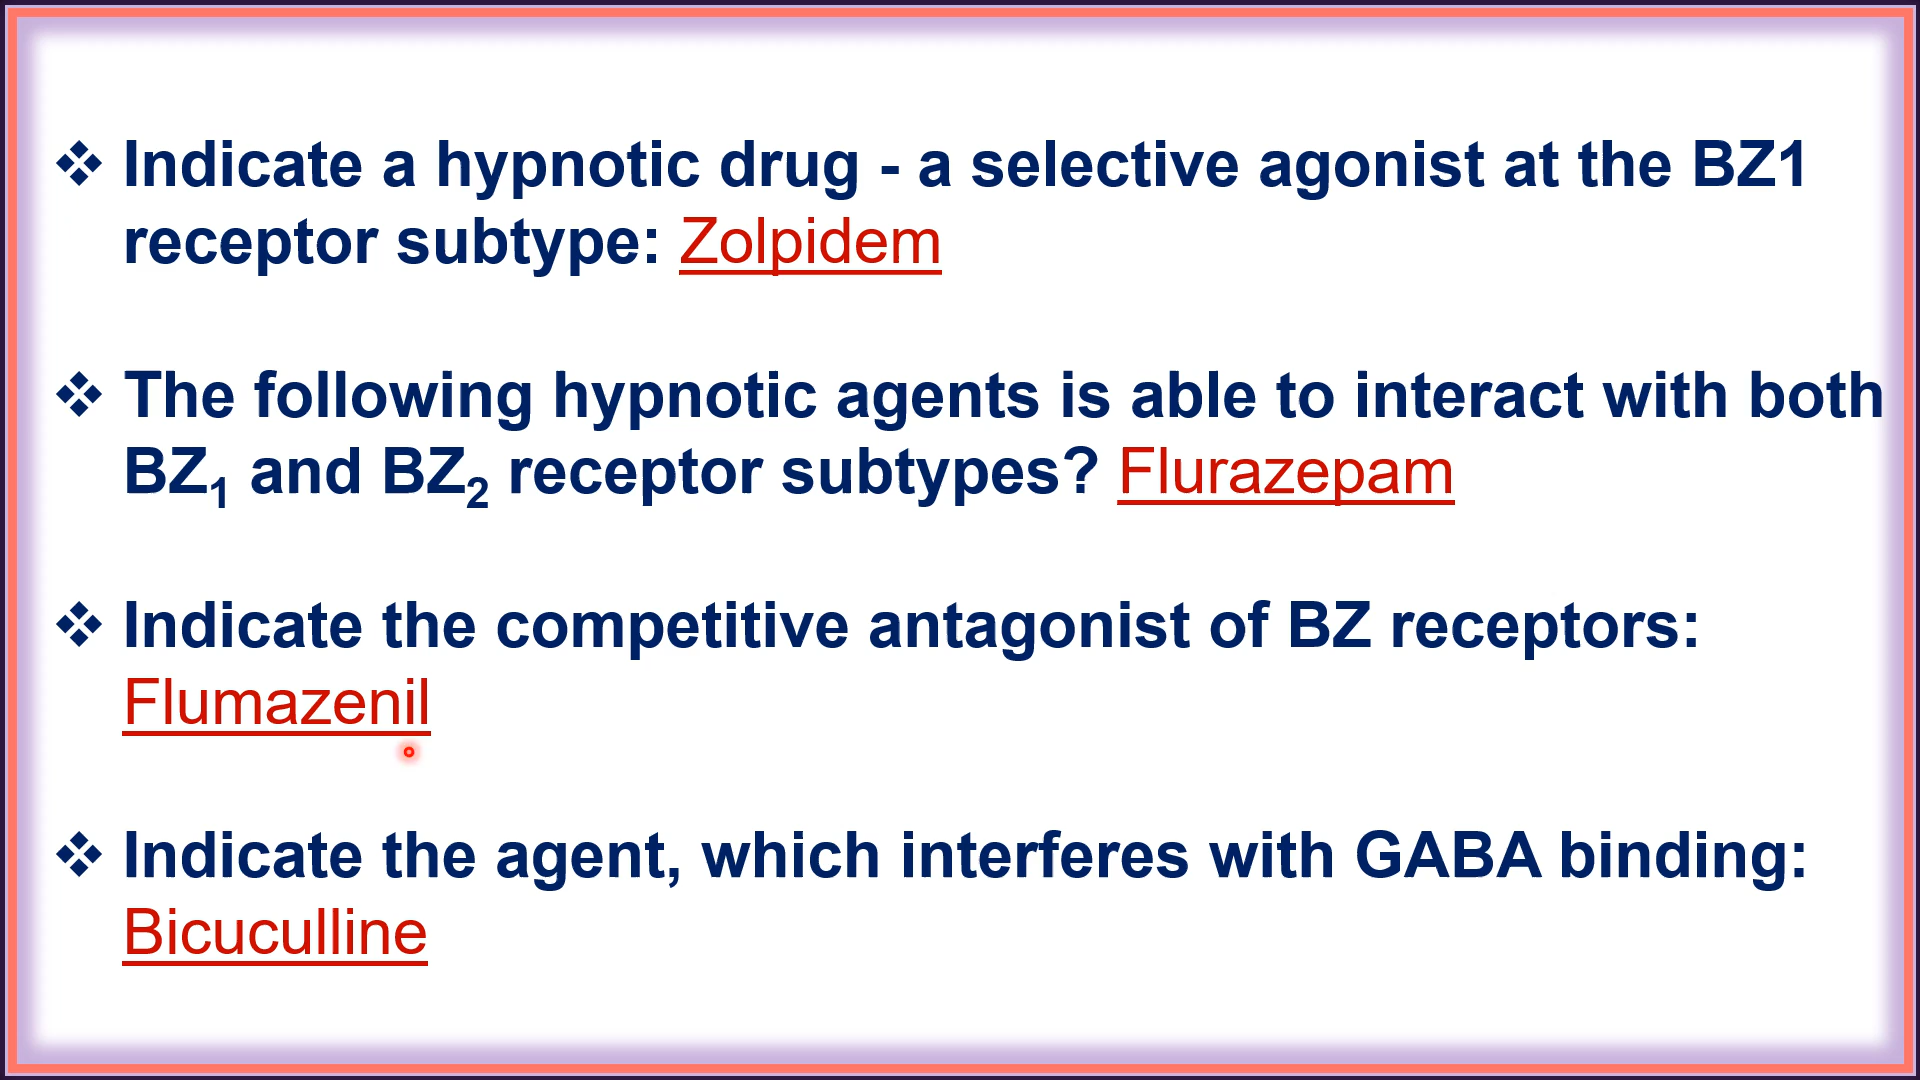 ❖ Indicate a hypnotic drug - a selective agonist at the BZ1
receptor subtype: Zolpidem
❖ The following hypnotic agents is able to interact with both
BZ₁ and BZ₂ receptor subtypes? Flurazepam
❖ Indicate the competitive antagonist of BZ receptors:
Flumazenil
❖ Indicate the agent, which interferes with GABA binding:
Bicuculline